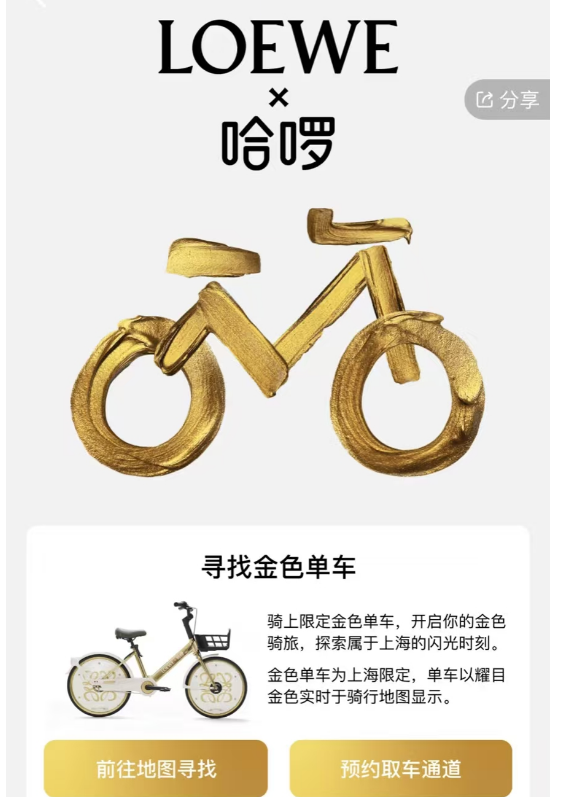 LOEWE
×
哈啰
分享
寻找金色单车
骑上限定金色单车，开启你的金色
骑旅，探索属于上海的闪光时刻。
金色单车为上海限定，单车以耀目
金色实时于骑行地图显示。
前往地图寻找
预约取车通道